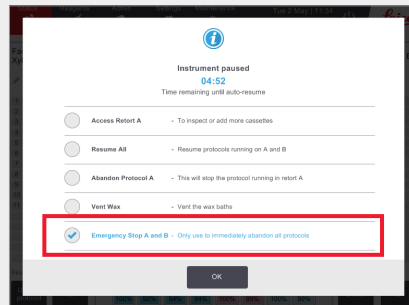 Tue 2 May | 11:34
Instrument paused
04:52
Time remaining until auto-resume
Access Retort A - To inspect or add more cassettes
Resume All - Resume protocols running on A and B
Abandon Protocol A - This will stop the protocol running in retort A
Vent Wax - Vent the wax baths
Emergency Stop A and B - Only use to immediately abandon all protocols
OK